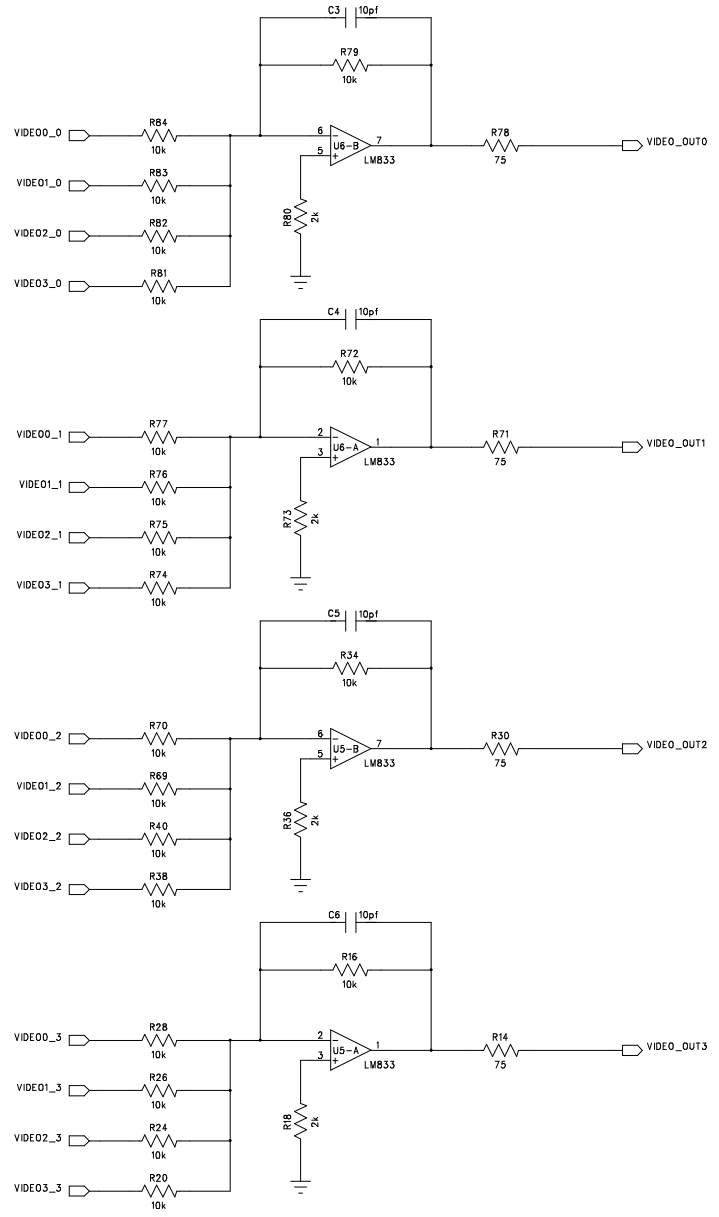 C3 10pf
R79
10k
VIDEO0_0 R84 6 7 R78 VIDEO_OUT0
10k 5 U6-B LM833 75
VIDEO1_0 R83
10k
R80 2k
VIDEO2_0 R82
10k
VIDEO3_0 R81
10k
C4 10pf
R72
10k
VIDEO0_1 R77 2 1 R71 VIDEO_OUT1
10k 3 U6-A LM833 75
VIDEO1_1 R76
10k
R73 2k
VIDEO2_1 R75
10k
VIDEO3_1 R74
10k
C5 10pf
R34
10k
VIDEO0_2 R70 6 7 R30 VIDEO_OUT2
10k 5 U5-B LM833 75
VIDEO1_2 R69
10k
R36 2k
VIDEO2_2 R40
10k
VIDEO3_2 R38
10k
C6 10pf
R16
10k
VIDEO0_3 R28 2 1 R14 VIDEO_OUT3
10k 3 U5-A LM833 75
VIDEO1_3 R26
10k
R18 2k
VIDEO2_3 R24
10k
VIDEO3_3 R20
10k